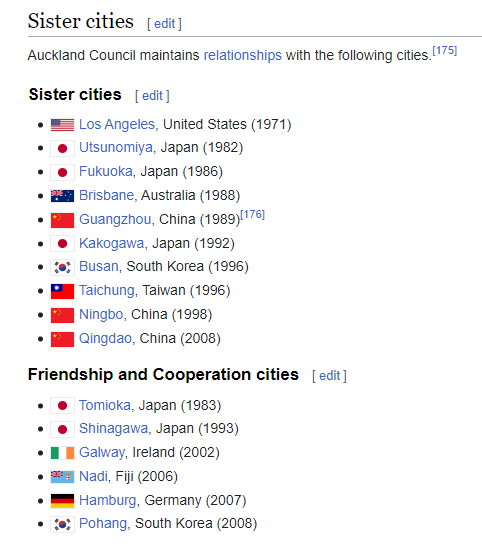 Sister cities [ edit ]
Auckland Council maintains relationships with the following cities.[175]
Sister cities [ edit ]
Los Angeles, United States (1971)
Utsunomiya, Japan (1982)
Fukuoka, Japan (1986)
Brisbane, Australia (1988)
Guangzhou, China (1989)[176]
Kakogawa, Japan (1992)
Busan, South Korea (1996)
Taichung, Taiwan (1996)
Ningbo, China (1998)
Qingdao, China (2008)
Friendship and Cooperation cities [ edit ]
Tomioka, Japan (1983)
Shinagawa, Japan (1993)
Galway, Ireland (2002)
Nadi, Fiji (2006)
Hamburg, Germany (2007)
Pohang, South Korea (2008)